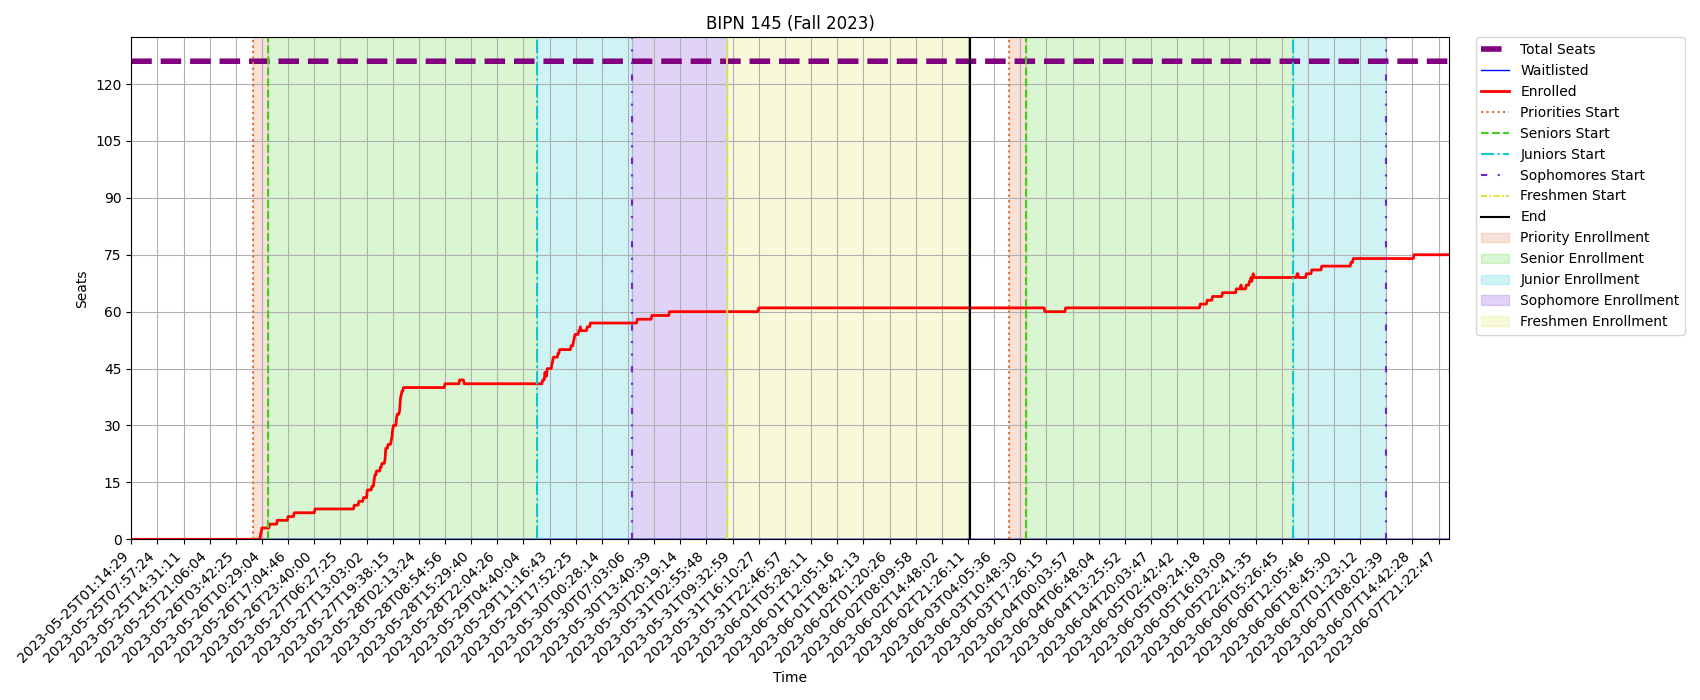 BIPN 145 (Fall 2023)
Seats
120
105
90
75
60
45
30
15
0
2023-05-25T01:14:29
2023-05-25T07:57:24
2023-05-25T14:31:11
2023-05-25T21:06:04
2023-05-26T03:42:25
2023-05-26T10:29:04
2023-05-26T17:04:46
2023-05-26T23:40:00
2023-05-27T06:27:25
2023-05-27T13:03:02
2023-05-27T19:38:15
2023-05-28T02:13:24
2023-05-28T08:54:56
2023-05-28T15:29:40
2023-05-28T22:04:26
2023-05-29T04:40:04
2023-05-29T11:16:43
2023-05-29T17:52:25
2023-05-30T00:28:14
2023-05-30T07:03:06
2023-05-30T13:40:39
2023-05-30T20:19:14
2023-05-31T02:55:48
2023-05-31T09:32:59
2023-05-31T16:10:27
2023-05-31T22:46:57
2023-06-01T05:28:11
2023-06-01T12:05:16
2023-06-01T18:42:13
2023-06-02T01:20:26
2023-06-02T08:09:58
2023-06-02T14:48:02
2023-06-02T21:26:11
2023-06-03T04:05:36
2023-06-03T10:48:30
2023-06-03T17:26:15
2023-06-04T00:03:57
2023-06-04T06:48:04
2023-06-04T13:25:52
2023-06-04T20:03:47
2023-06-05T02:42:42
2023-06-05T09:24:18
2023-06-05T16:03:09
2023-06-05T22:41:35
2023-06-06T05:26:45
2023-06-06T12:05:46
2023-06-06T18:45:30
2023-06-07T01:23:12
2023-06-07T08:02:39
2023-06-07T14:42:28
2023-06-07T21:22:47
Time
Total Seats
Waitlisted
Enrolled
Priorities Start
Seniors Start
Juniors Start
Sophomores Start
Freshmen Start
End
Priority Enrollment
Senior Enrollment
Junior Enrollment
Sophomore Enrollment
Freshmen Enrollment